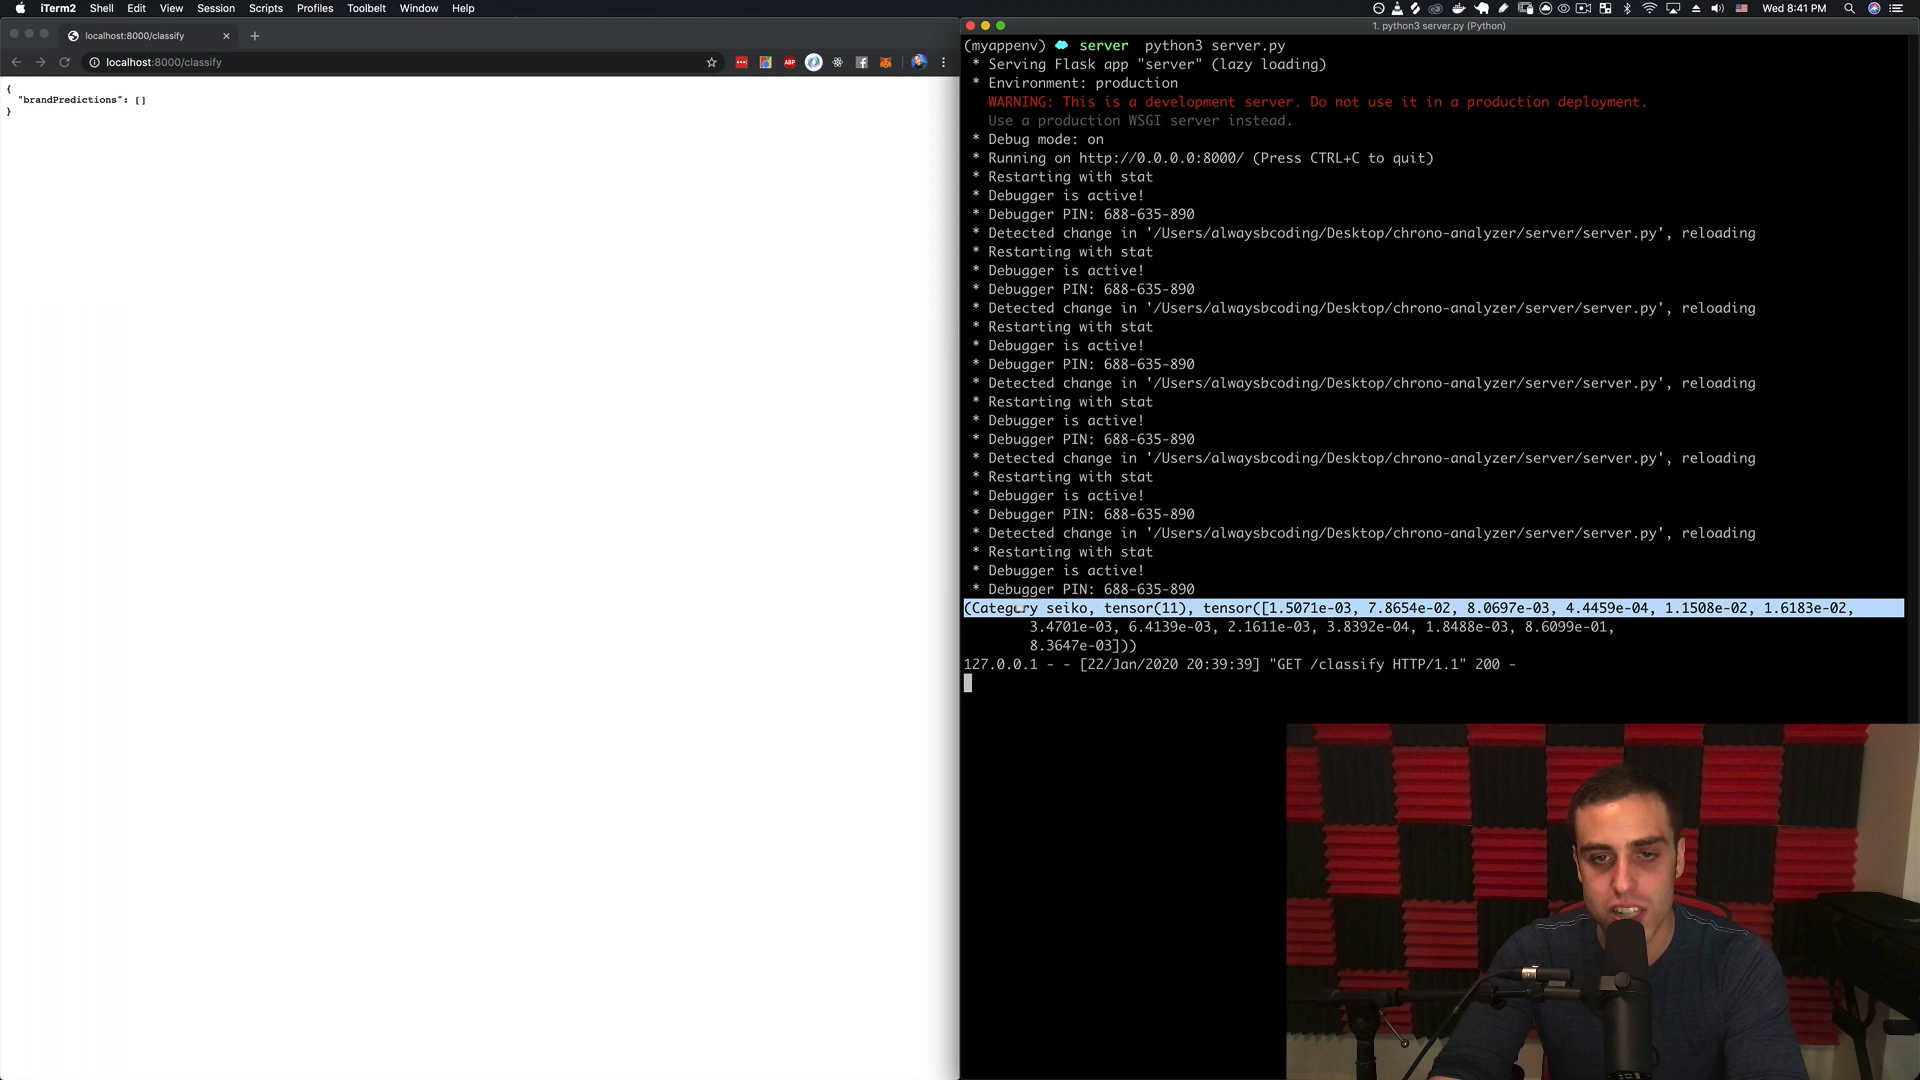 iTerm2 Shell Edit View Session Scripts Profiles Toolbelt Window Help
Wed 8:41 PM
localhost:8000/classify
localhost:8000/classify
ABP
{
"brandPredictions": []
}
1. python3 server.py (Python)
(myappenv) server python3 server.py
* Serving Flask app "server" (lazy loading)
* Environment: production
WARNING: This is a development server. Do not use it in a production deployment.
Use a production WSGI server instead.
* Debug mode: on
* Running on http://0.0.0.0:8000/ (Press CTRL+C to quit)
* Restarting with stat
* Debugger is active!
* Debugger PIN: 688-635-890
* Detected change in '/Users/alwaysbcoding/Desktop/chrono-analyzer/server/server.py', reloading
* Restarting with stat
* Debugger is active!
* Debugger PIN: 688-635-890
* Detected change in '/Users/alwaysbcoding/Desktop/chrono-analyzer/server/server.py', reloading
* Restarting with stat
* Debugger is active!
* Debugger PIN: 688-635-890
* Detected change in '/Users/alwaysbcoding/Desktop/chrono-analyzer/server/server.py', reloading
* Restarting with stat
* Debugger is active!
* Debugger PIN: 688-635-890
* Detected change in '/Users/alwaysbcoding/Desktop/chrono-analyzer/server/server.py', reloading
* Restarting with stat
* Debugger is active!
* Debugger PIN: 688-635-890
* Detected change in '/Users/alwaysbcoding/Desktop/chrono-analyzer/server/server.py', reloading
* Restarting with stat
* Debugger is active!
* Debugger PIN: 688-635-890
(Category seiko, tensor(11), tensor([1.5071e-03, 7.8654e-02, 8.0697e-03, 4.4459e-04, 1.1508e-02, 1.6183e-02,
3.4701e-03, 6.4139e-03, 2.1611e-03, 3.8392e-04, 1.8488e-03, 8.6099e-01,
8.3647e-03]))
127.0.0.1 - - [22/Jan/2020 20:39:39] "GET /classify HTTP/1.1" 200 -